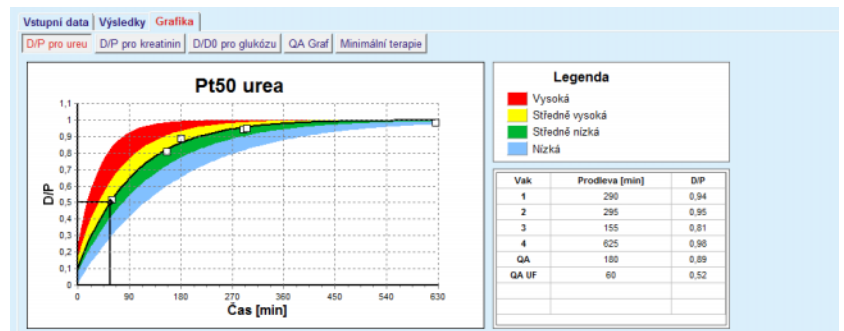 Vstupní data Výsledky Grafika
D/P pro ureu D/P pro kreatinin D/D0 pro glukózu QA Graf Minimální terapie
Pt50 urea
1,1
1
0,9
0,8
0,7
0,6
0,5
0,4
0,3
0,2
0,1
0
D/P
0 90 180 270 360 450 540 630
Čas [min]
Legenda
Vysoká
Středně vysoká
Středně nízká
Nízká
Vak Prodleva [min] D/P
1 290 0,94
2 295 0,95
3 155 0,81
4 625 0,98
QA 180 0,89
QA UF 60 0,52